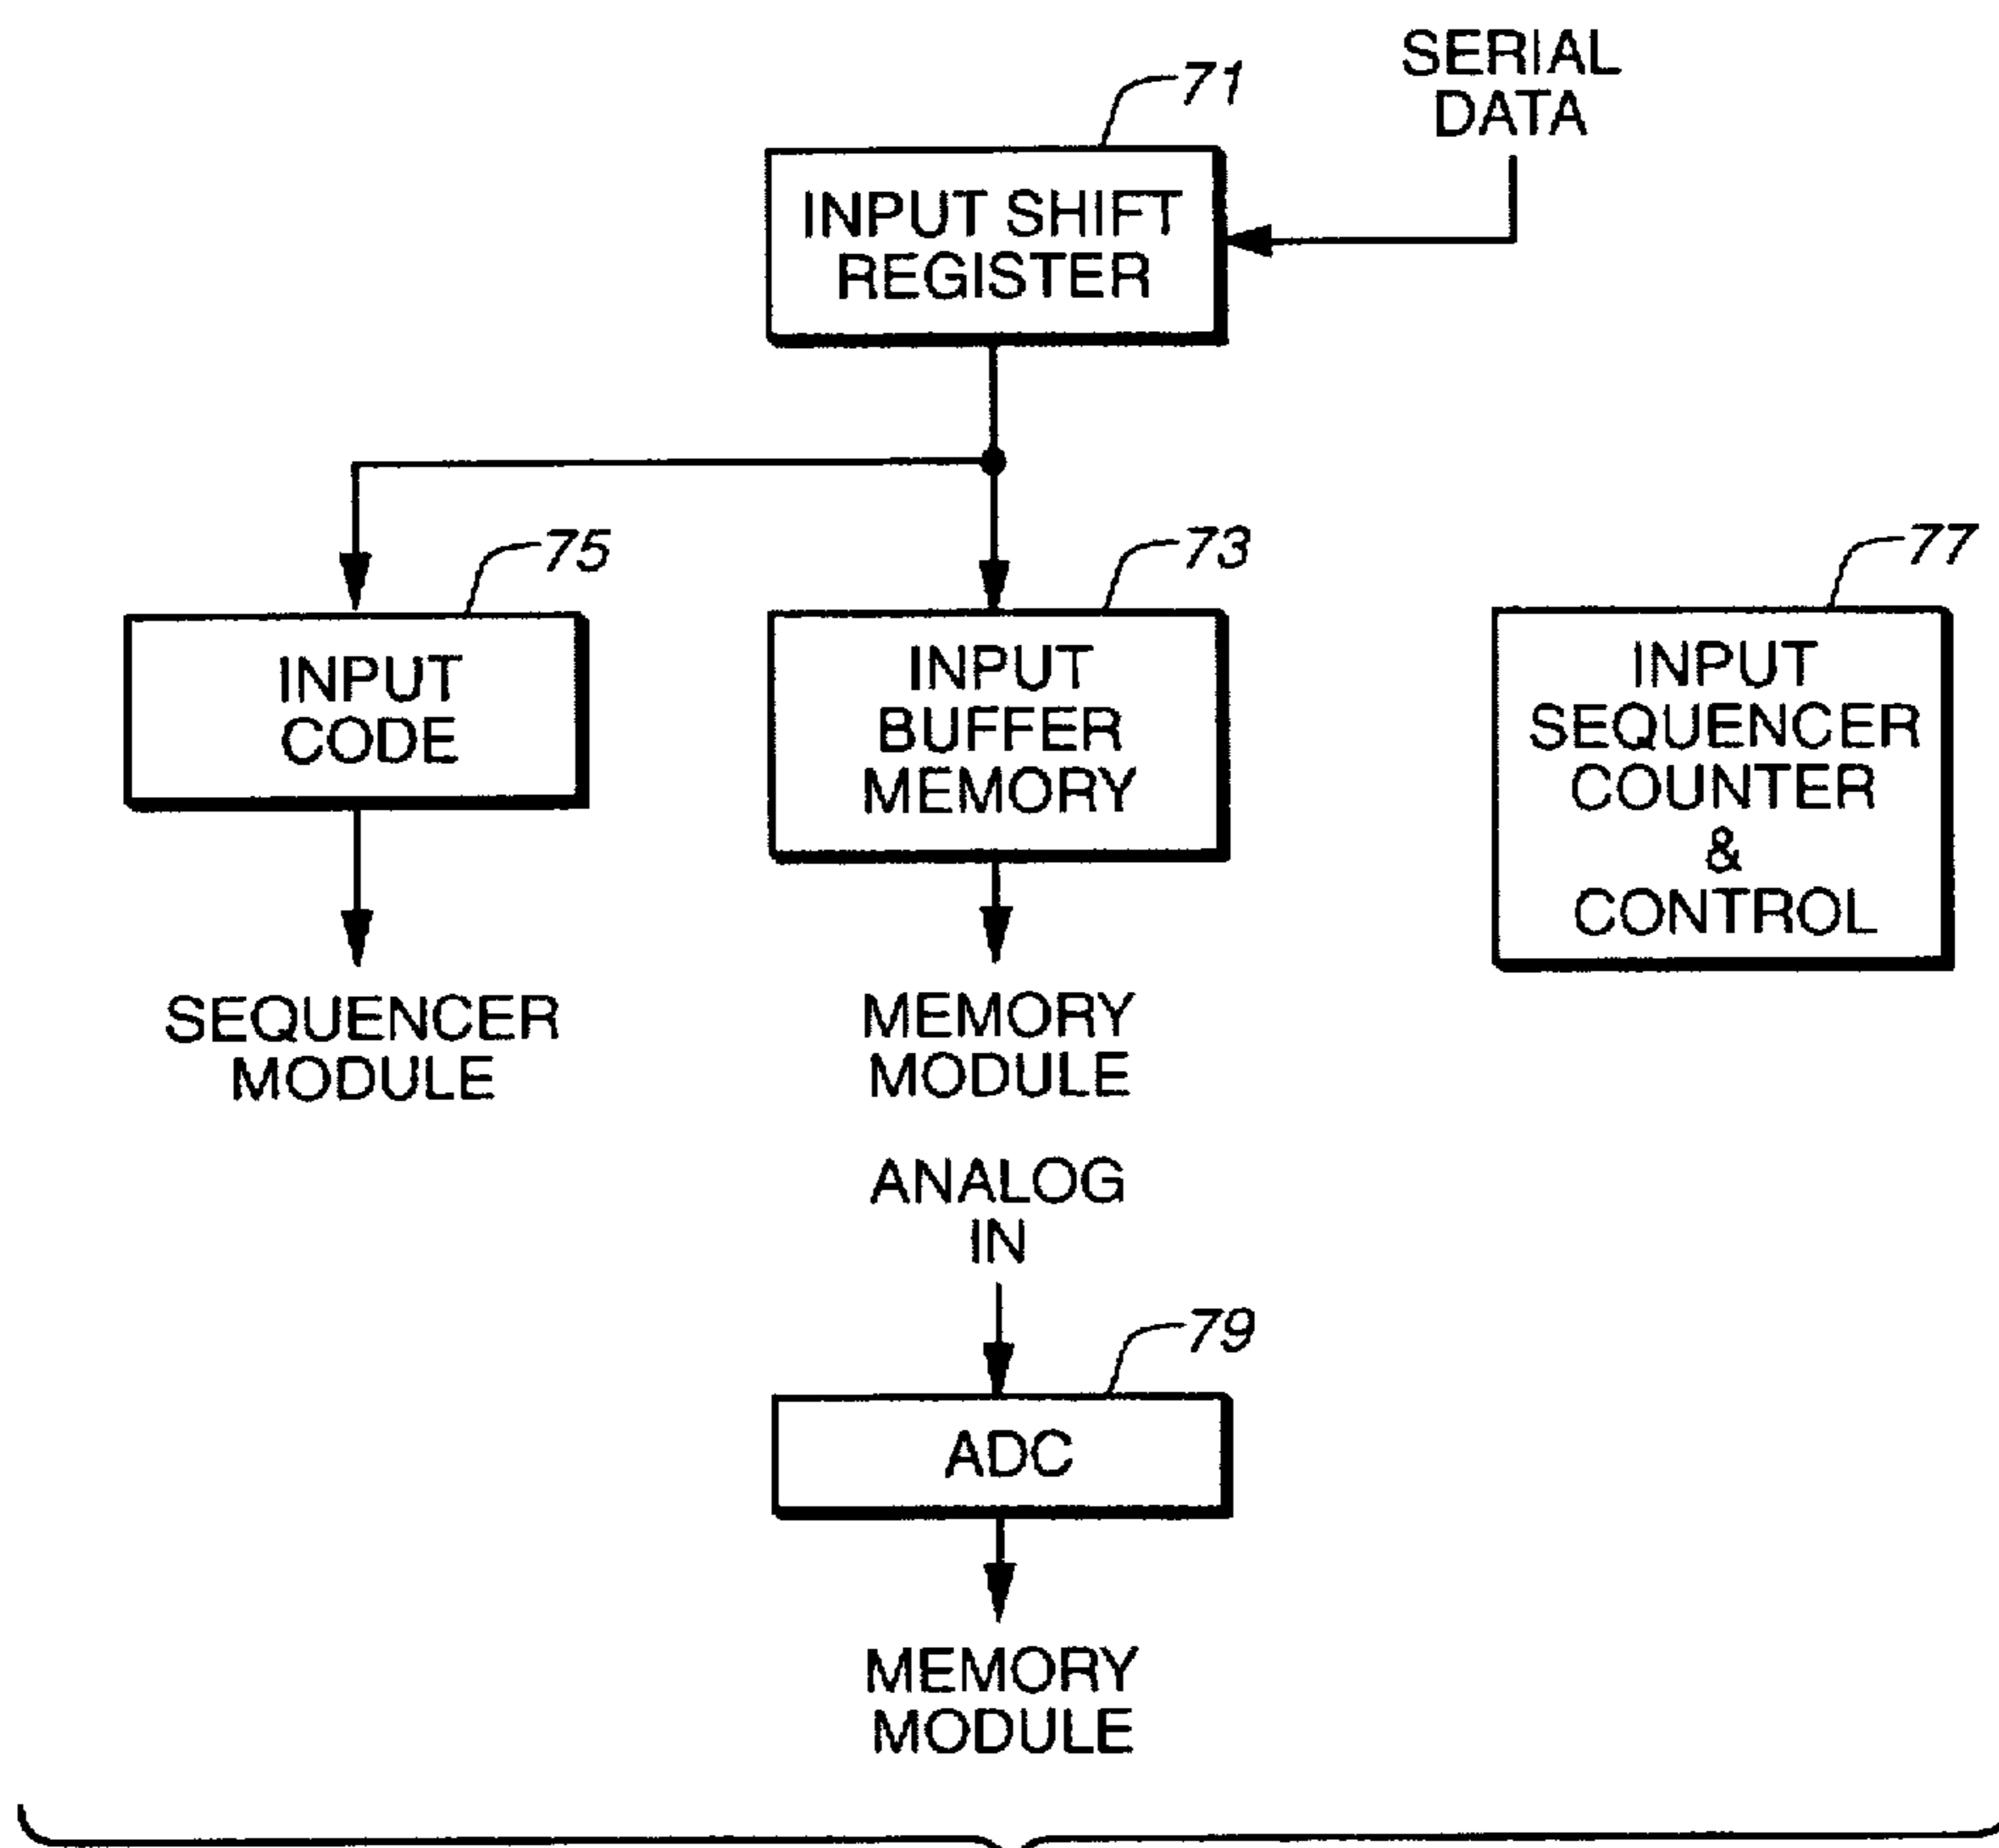 SERIAL
DATA
71
INPUT SHIFT
REGISTER
75
INPUT
CODE
73
INPUT
BUFFER
MEMORY
77
INPUT
SEQUENCER
COUNTER
&
CONTROL
SEQUENCER
MODULE
MEMORY
MODULE
ANALOG
IN
79
ADC
MEMORY
MODULE